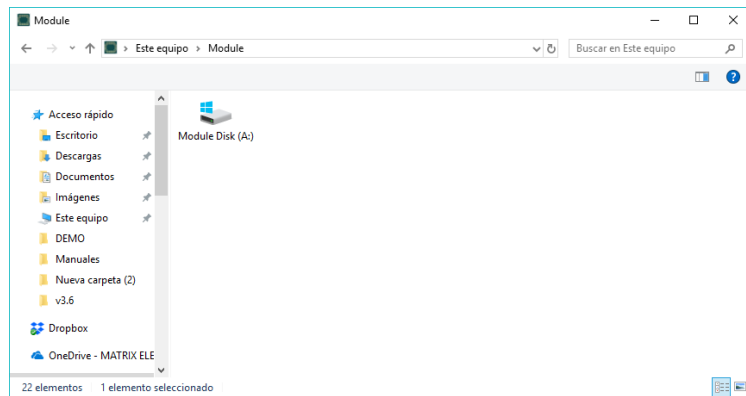 Module
Este equipo > Module
Buscar en Este equipo
Acceso rápido
Escritorio
Descargas
Documentos
Imágenes
Este equipo
DEMO
Manuales
Nueva carpeta (2)
v3.6
Dropbox
OneDrive - MATRIX ELE
Module Disk (A:)
22 elementos
1 elemento seleccionado